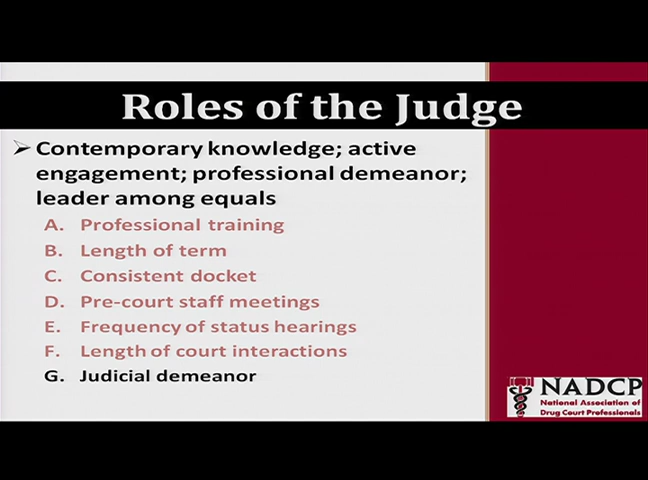 Roles of the Judge
➢ Contemporary knowledge; active
engagement; professional demeanor;
leader among equals
A. Professional training
B. Length of term
C. Consistent docket
D. Pre-court staff meetings
E. Frequency of status hearings
F. Length of court interactions
G. Judicial demeanor
NADCP
National Association of
Drug Court Professionals